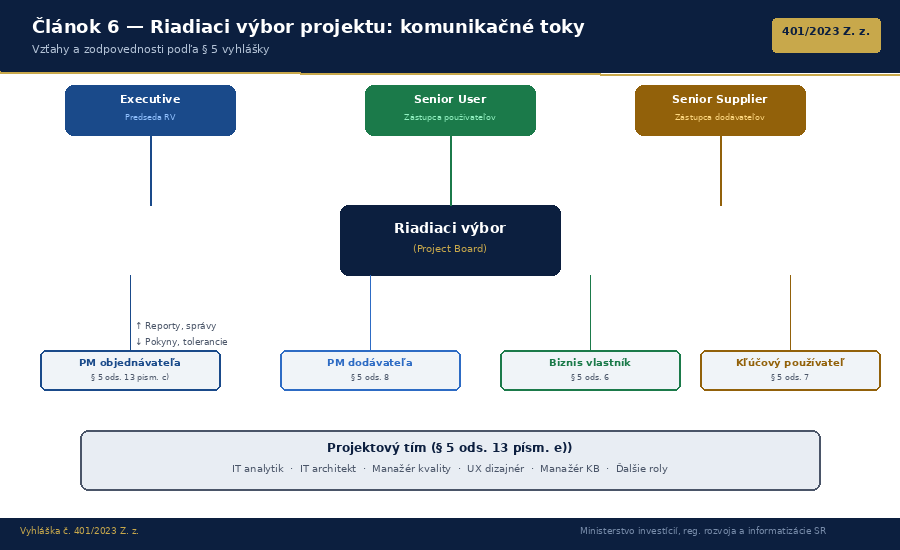 Článok 6 — Riadiaci výbor projektu: komunikačné toky
Vzťahy a zodpovednosti podľa § 5 vyhlášky
401/2023 Z. z.
Executive
Predseda RV
Senior User
Zástupca používateľov
Senior Supplier
Zástupca dodávateľov
Riadiaci výbor
(Project Board)
↑ Reporty, správy
↓ Pokyny, tolerancie
PM objednávateľa
§ 5 ods. 13 písm. c)
PM dodávateľa
§ 5 ods. 8
Biznis vlastník
§ 5 ods. 6
Kľúčový používateľ
§ 5 ods. 7
Projektový tím (§ 5 ods. 13 písm. e))
IT analytik · IT architekt · Manažér kvality · UX dizajnér · Manažér KB · Ďalšie roly
Vyhláška č. 401/2023 Z. z.
Ministerstvo investícií, reg. rozvoja a informatizácie SR